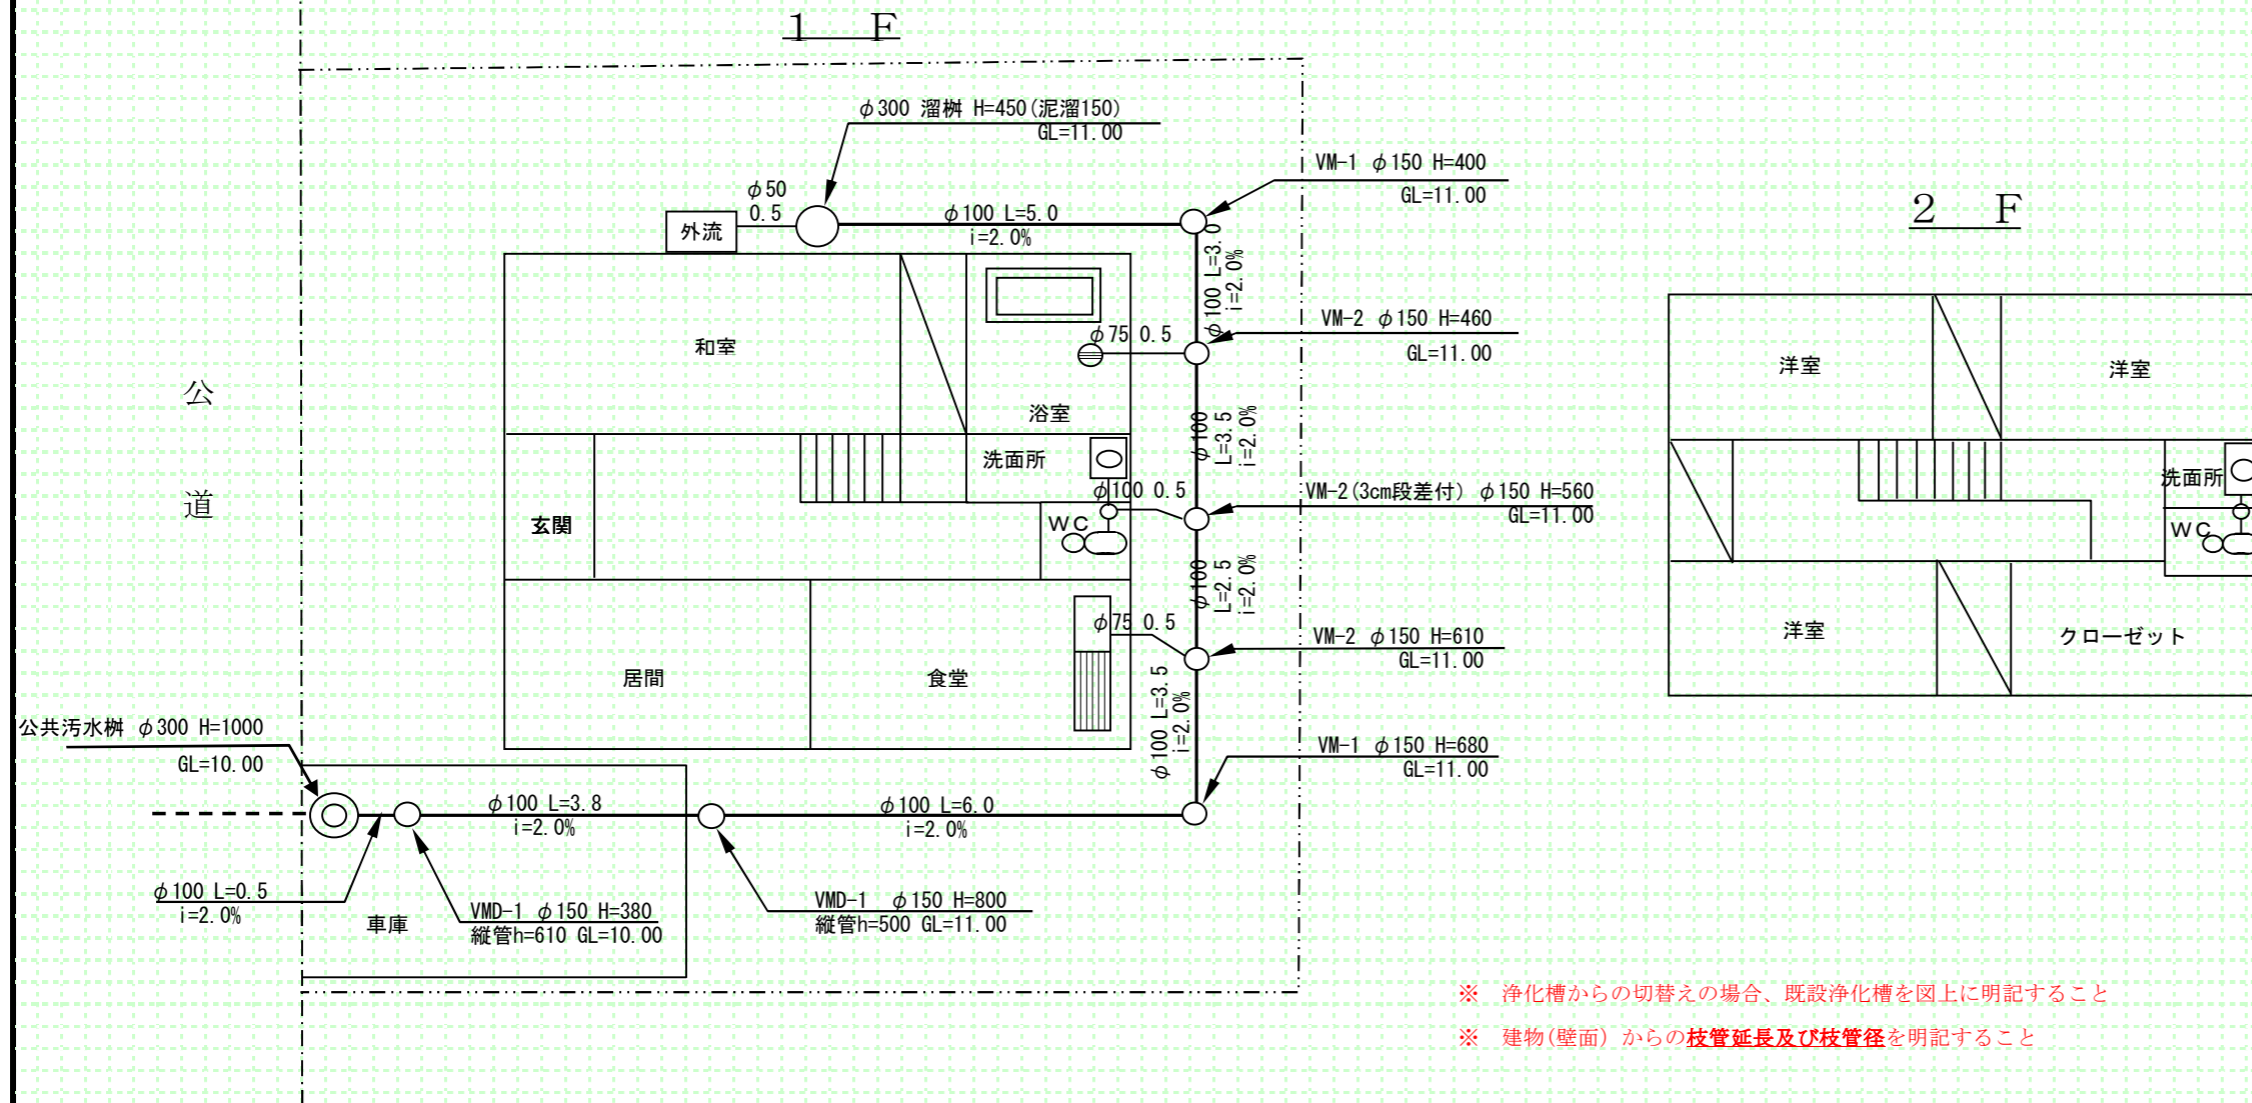 1 F
φ300 溜桝 H=450(泥溜150)
GL=11.00
φ50
0.5
外流
φ100 L=5.0
i=2.0%
VM-1 φ150 H=400
GL=11.00
φ100 L=3.0
i=2.0%
VM-2 φ150 H=460
GL=11.00
φ75 0.5
和室
浴室
φ100
L=3.5
i=2.0%
洗面所
φ100 0.5
VM-2(3cm段差付) φ150 H=560
GL=11.00
玄関
WC
φ100
L=2.5
i=2.0%
φ75 0.5
VM-2 φ150 H=610
GL=11.00
居間
食堂
φ100 L=3.5
i=2.0%
VM-1 φ150 H=680
GL=11.00
公
道
公共汚水桝 φ300 H=1000
GL=10.00
φ100 L=3.8
i=2.0%
φ100 L=6.0
i=2.0%
φ100 L=0.5
i=2.0%
車庫
VMD-1 φ150 H=380
縦管h=610 GL=10.00
VMD-1 φ150 H=800
縦管h=500 GL=11.00
2 F
洋室
洋室
洗面所
WC
洋室
クローゼット
※ 浄化槽からの切替えの場合、既設浄化槽を図上に明記すること
※ 建物(壁面) からの枝管延長及び枝管径を明記すること